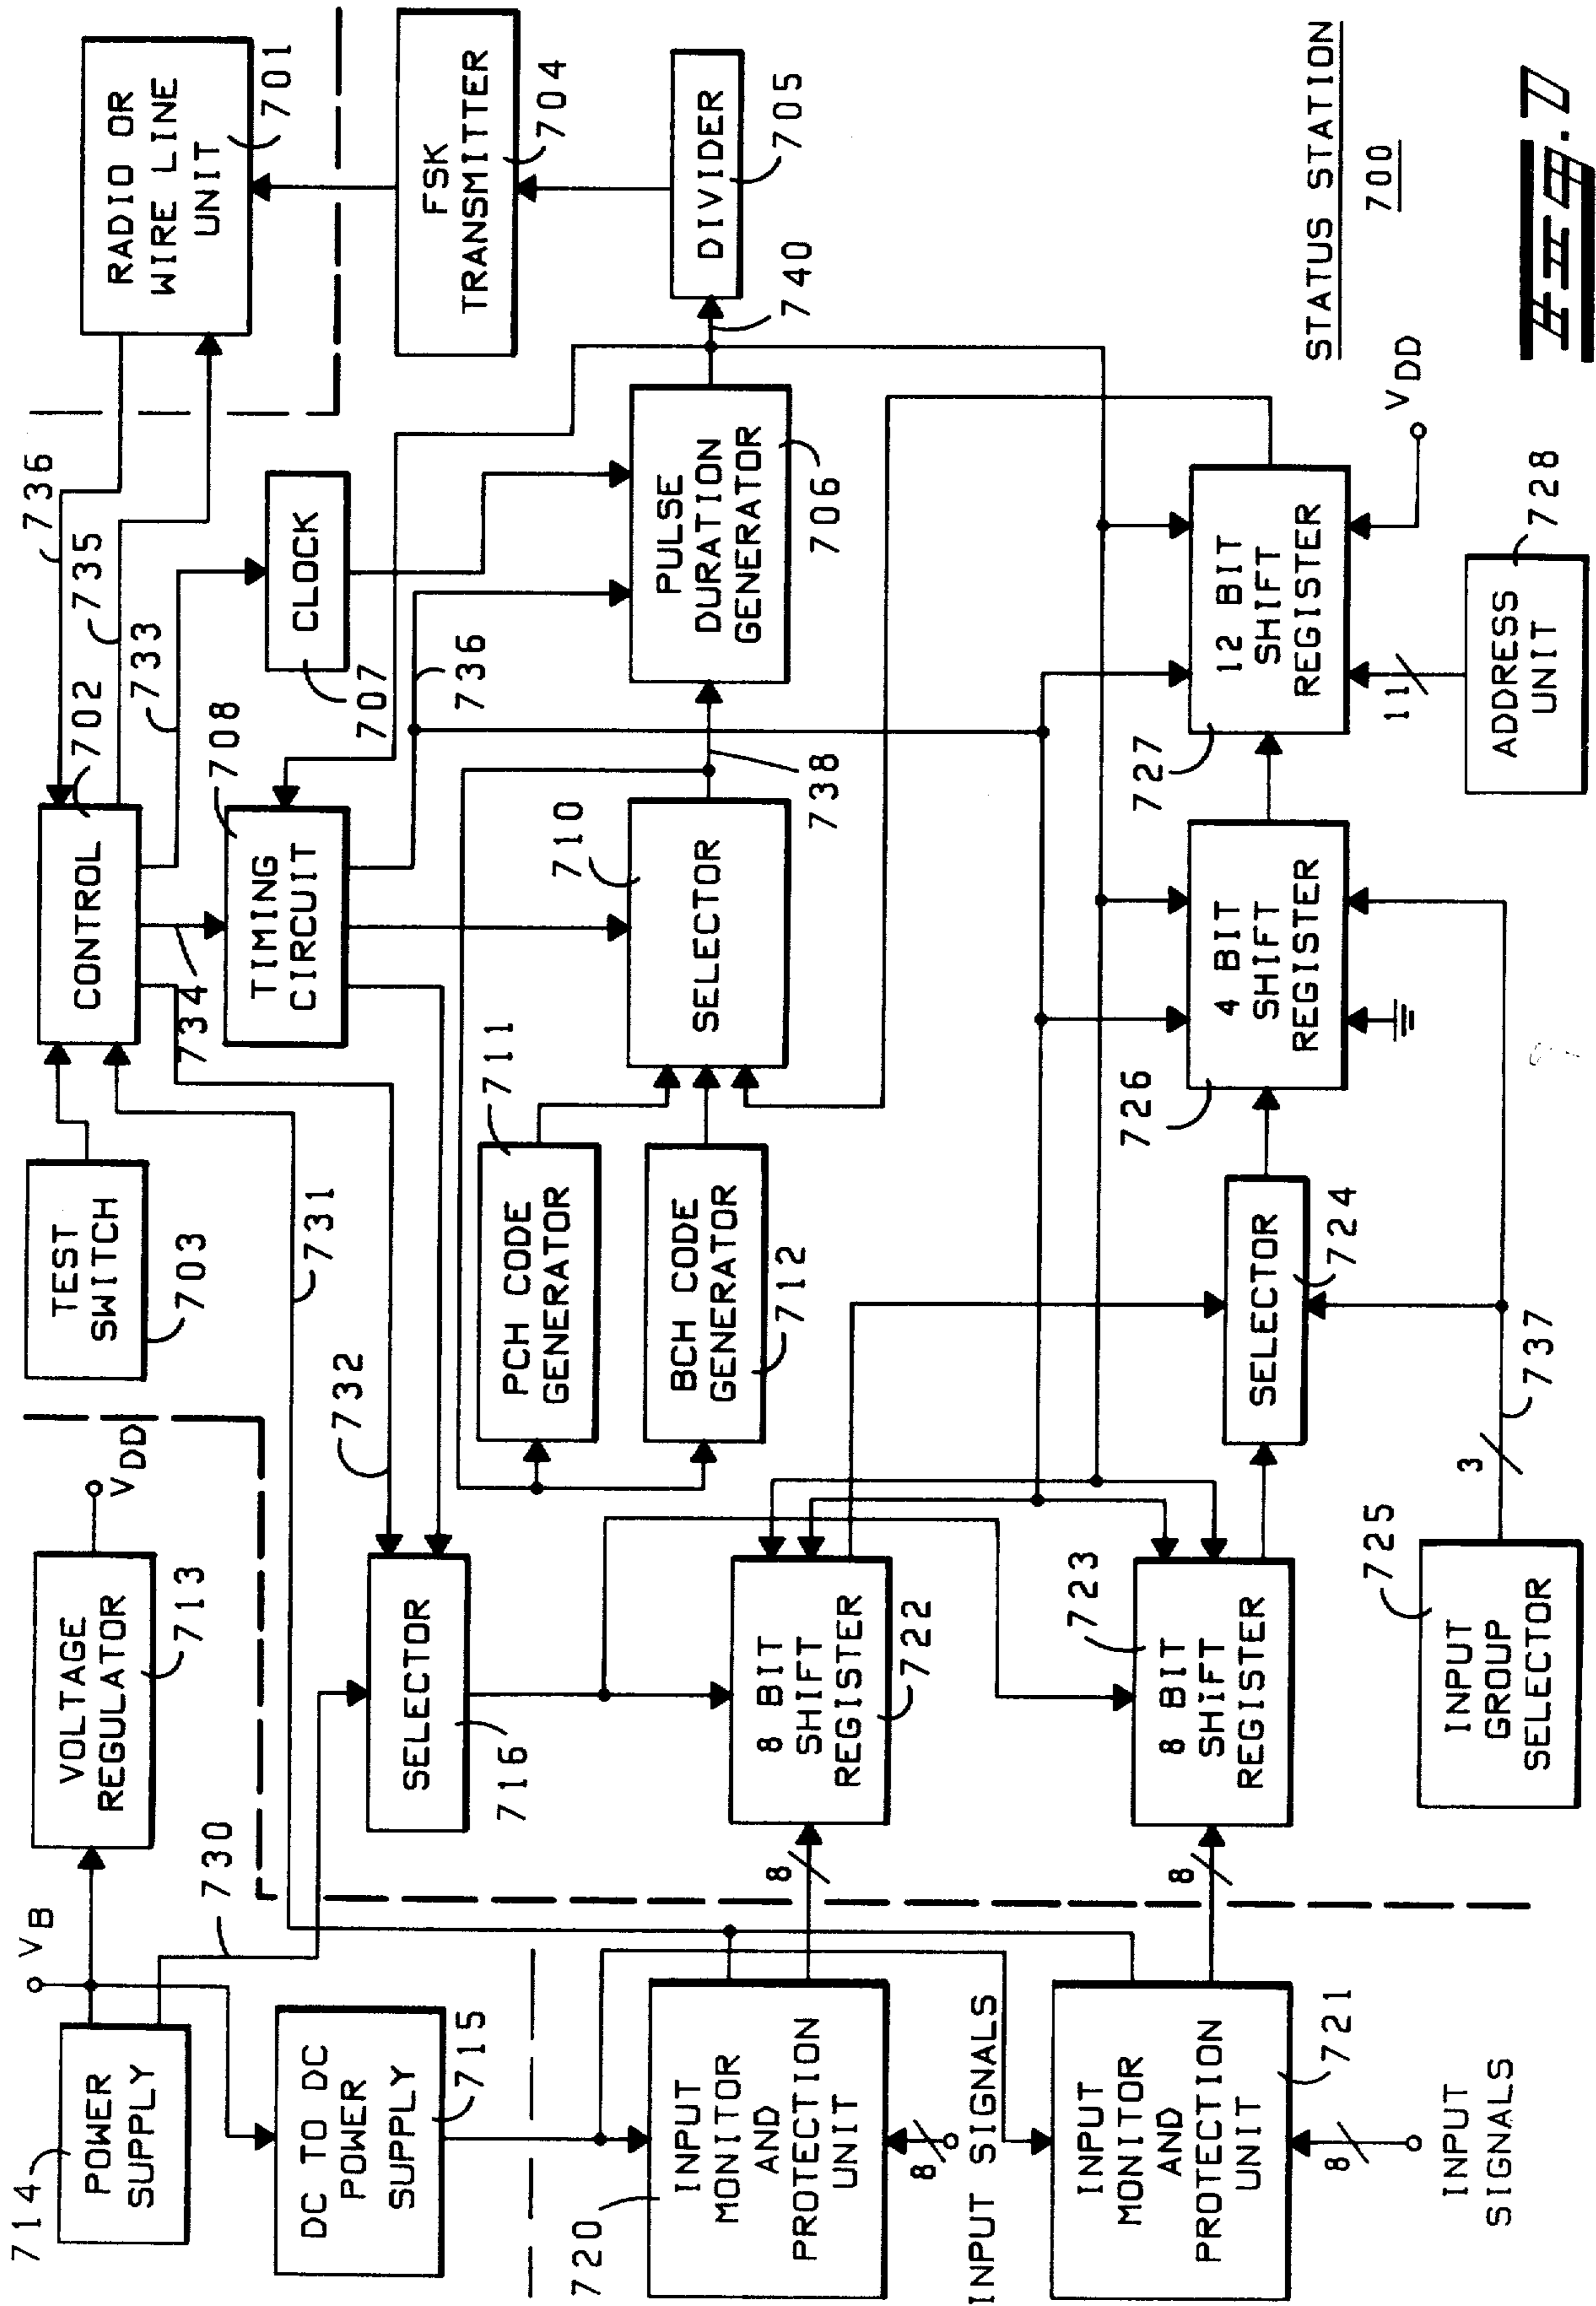 714
POWER
SUPPLY
VB
730
VOLTAGE
REGULATOR
713
VDD
TEST
SWITCH
703
731
CONTROL
702
736
735
733
734
RADIO OR
WIRE LINE
UNIT
701
DC TO DC
POWER
SUPPLY
715
SELECTOR
716
732
TIMING
CIRCUIT
708
CLOCK
707
736
FSK
TRANSMITTER
704
PCH CODE
GENERATOR
711
BCH CODE
GENERATOR
712
SELECTOR
710
738
PULSE
DURATION
GENERATOR
706
740
DIVIDER
705
720
INPUT
MONITOR
AND
PROTECTION
UNIT
8
INPUT SIGNALS
8
8 BIT
SHIFT
REGISTER
722
INPUT
MONITOR
AND
PROTECTION
UNIT
721
8
INPUT
SIGNALS
8
723
8 BIT
SHIFT
REGISTER
SELECTOR
724
726
4 BIT
SHIFT
REGISTER
727
12 BIT
SHIFT
REGISTER
VDD
725
INPUT
GROUP
SELECTOR
3
737
11
ADDRESS
UNIT
728
STATUS STATION
700
FIG. 7